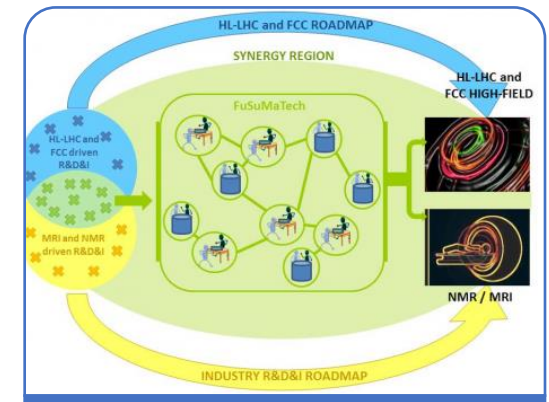 HL-LHC and FCC ROADMAP
SYNERGY REGION
HL-LHC and
FCC HIGH-FIELD
FuSuMaTech
HL-LHC and
FCC driven
R&D&I
MRI and NMR
driven R&D&I
NMR / MRI
INDUSTRY R&D&I ROADMAP